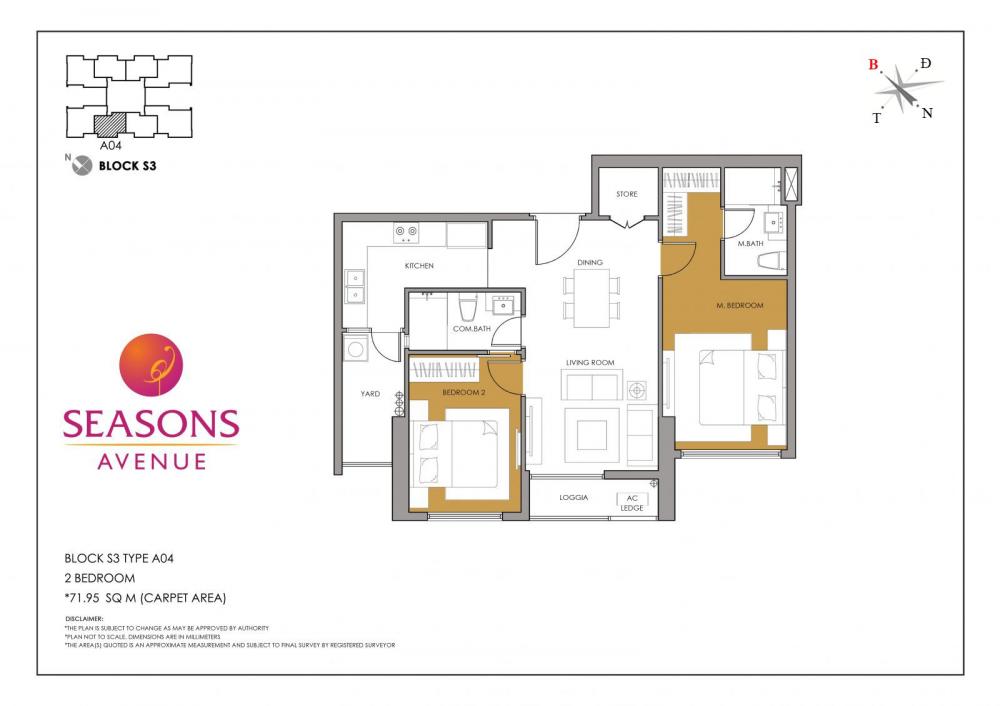 A04
N
BLOCK S3
B
Đ
T
N
STORE
M.BATH
KITCHEN
DINING
M. BEDROOM
COM.BATH
LIVING ROOM
YARD
BEDROOM 2
LOGGIA
AC
LEDGE
SEASONS
AVENUE
BLOCK S3 TYPE A04
2 BEDROOM
*71.95 SQ M (CARPET AREA)
DISCLAIMER:
*THE PLAN IS SUBJECT TO CHANGE AS MAY BE APPROVED BY AUTHORITY
*PLAN NOT TO SCALE. DIMENSIONS ARE IN MILLIMETERS
*THE AREA(S) QUOTED IS AN APPROXIMATE MEASUREMENT AND SUBJECT TO FINAL SURVEY BY REGISTERED SURVEYOR